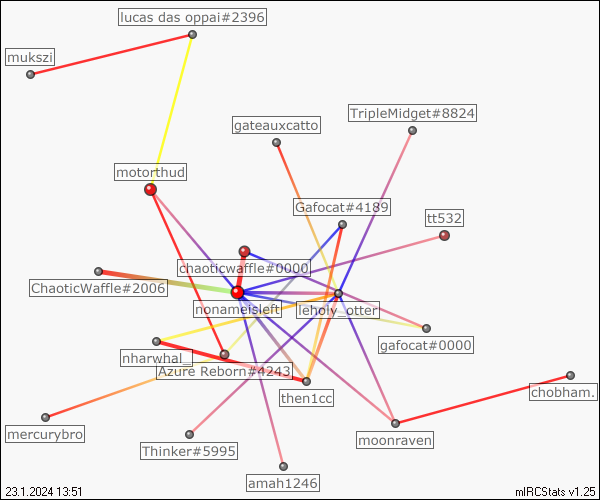 lucas das oppai#2396
mukszi
TripleMidget#8824
gateauxcatto
motorthud
Gafocat#4189
tt532
chaoticwaffle#0000
ChaoticWaffle#2006
nonameisleft
leholy_otter
gafocat#0000
nharwhal_
Azure Reborn#4243
then1cc
chobham.
mercurybro
moonraven
Thinker#5995
amah1246
23.1.2024 13:51
mIRCStats v1.25